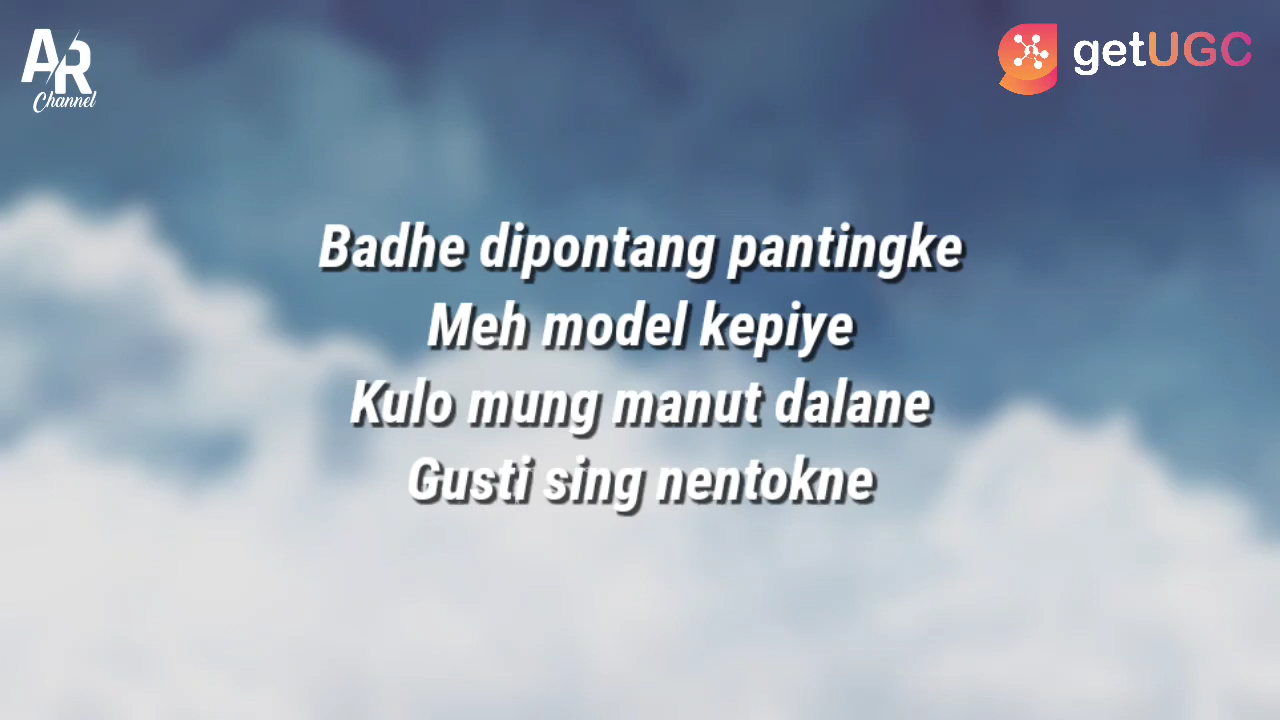 AR
Channel
getUGC
Badhe dipontang pantingke
Meh model kepiye
Kulo mung manut dalane
Gusti sing nentokne